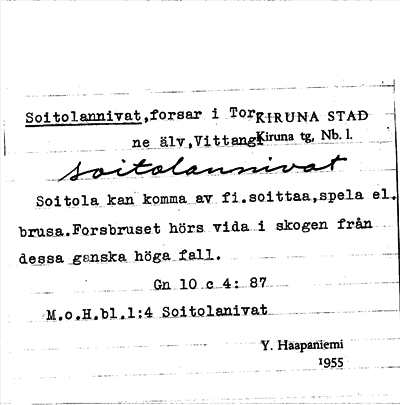 Soitolannivat,forsar i Tor KIRUNA STAD
ne älv,Vittangi Kiruna tg, Nb. l.
Soitolannivat
Soitola kan komma av fi.soittaa,spela el.
brusa.Forsbruset hörs vida i skogen från
dessa ganska höga fall.
Gn 10 c 4: 87
M.o.H.bl.1:4 Soitolanivat
Y. Haapaniemi
1955